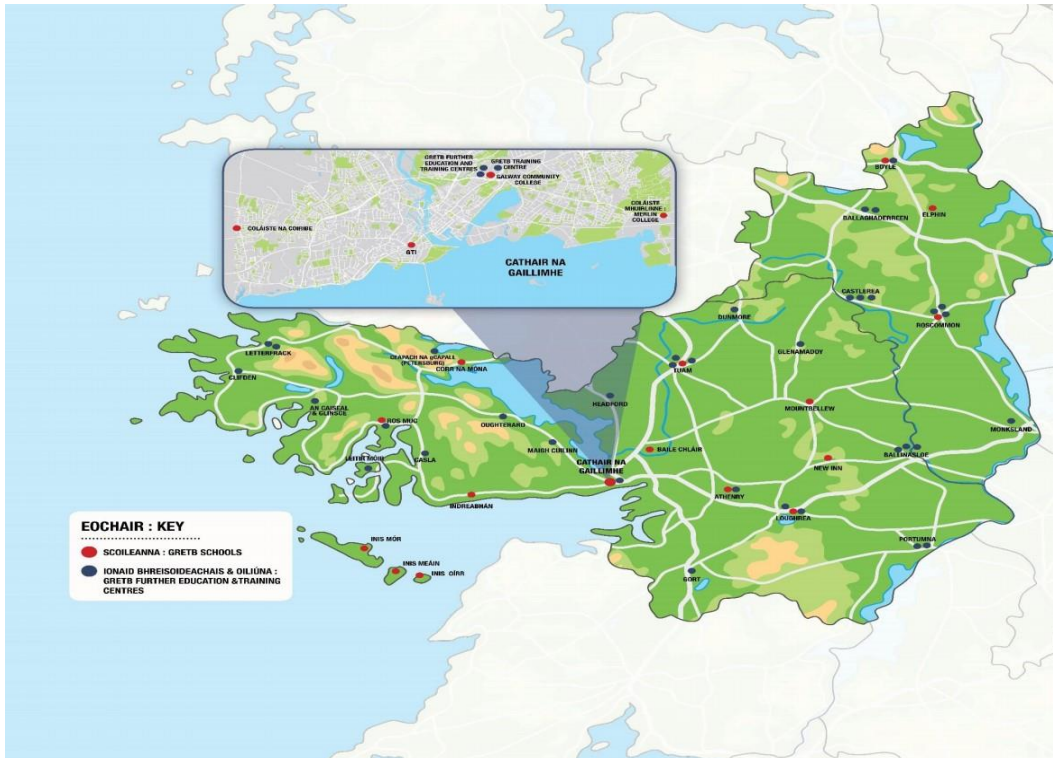 GRETB FURTHER
EDUCATION AND
TRAINING CENTRES
GRETB TRAINING
CENTRE
GALWAY COMMUNITY
COLLEGE
COLÁISTE
MHUIRLINNE :
MERLIN
COLLEGE
COLÁISTE NA COIRIBE
GTI
CATHAIR NA
GAILLIMHE
BOYLE
BALLAGHADERREEN
ELPHIN
CASTLEREA
ROSCOMMON
DUNMORE
GLENAMADDY
LETTERFRACK
CLIFDEN
(PETERSBURG)
CORR NA MÓNA
TUAM
HEADFORD
MOUNTBELLEW
AN CAISEAL
& GLINSCE
ROS MUC
OUGHTERARD
MONKSLAND
MAIGH CUILINN
BAILE CHLÁIR
BALLINASLOE
NEW INN
LEITIR MÓIR
CASLA
CATHAIR NA
GAILLIMHE
ATHENRY
INDREABHÁN
LOUGHREA
PORTUMNA
GORT
INIS MÓR
INIS MEÁIN
INIS OÍRR
EOCHAIR : KEY
SCOILEANNA : GRETB SCHOOLS
IONAID BHREISOIDEACHAIS & OILIÚNA :
GRETB FURTHER EDUCATION &TRAINING
CENTRES